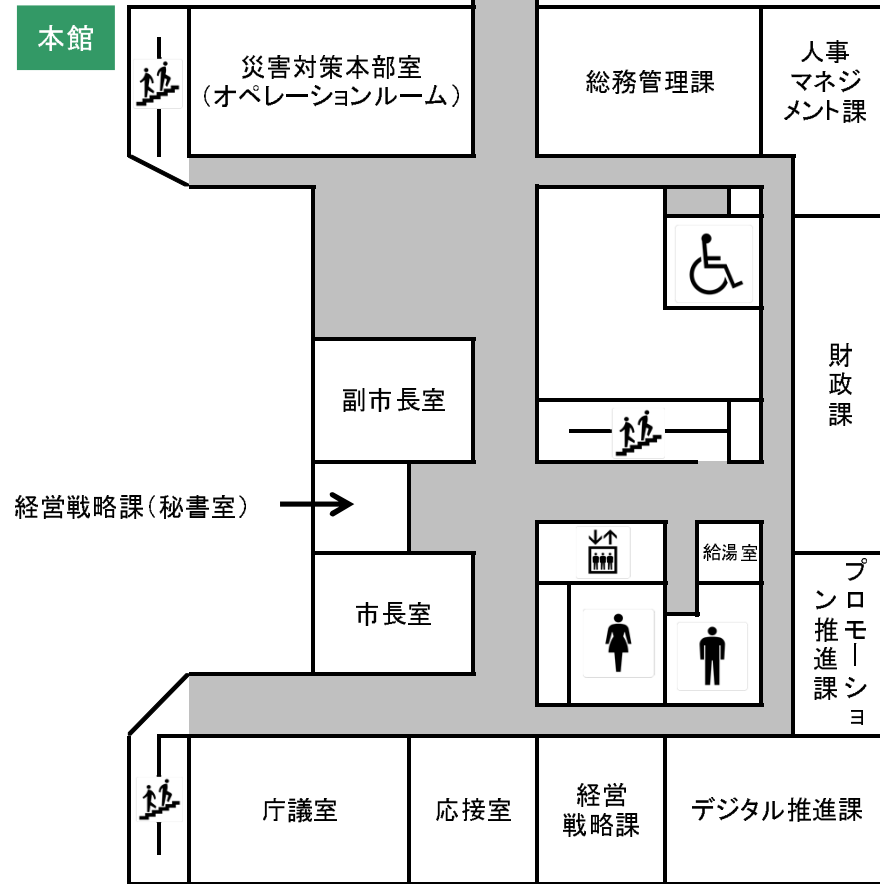 本館
災害対策本部室
（オペレーションルーム）
総務管理課
人事
マネジ
メント課
財政課
副市長室
経営戦略課（秘書室）
市長室
給湯室
プロモーショ
ン推進課
庁議室
応接室
経営
戦略課
デジタル推進課